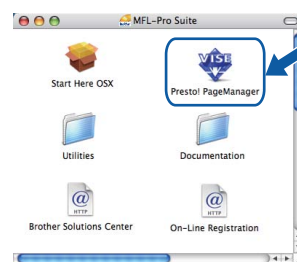 MFL-Pro Suite
VISE
Start Here OSX
Presto! PageManager
Utilities
Documentation
@
HTTP
@
HTTP
Brother Solutions Center
On-Line Registration